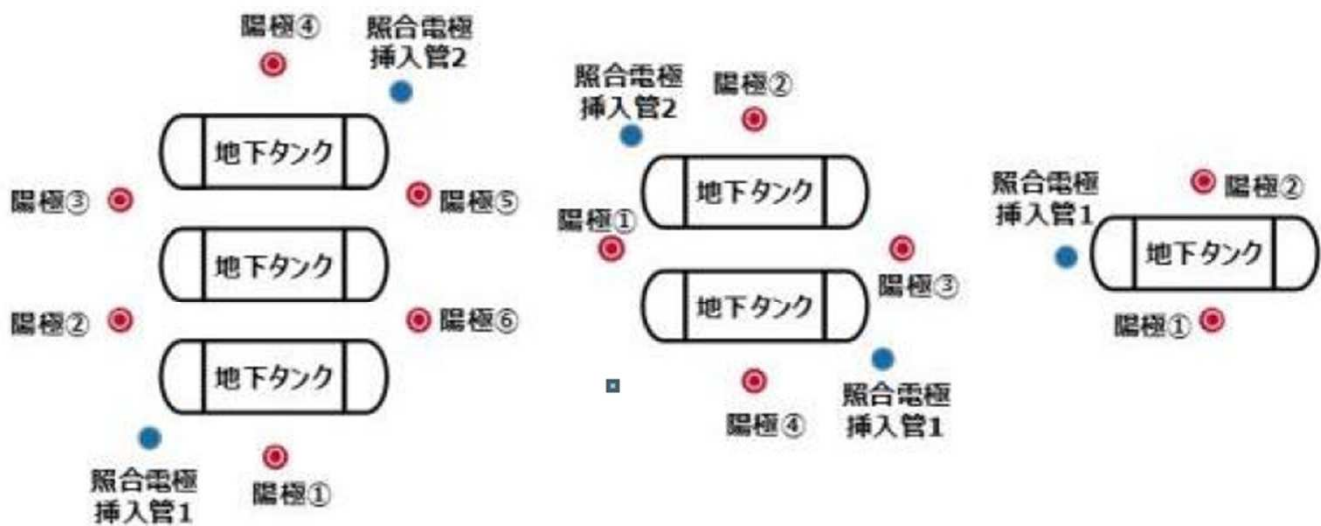 陽極④
照合電極
挿入管2
地下タンク
陽極③
陽極⑤
地下タンク
陽極②
陽極⑥
地下タンク
照合電極
挿入管1
陽極①
照合電極
挿入管2
陽極②
地下タンク
陽極①
陽極③
地下タンク
陽極④
照合電極
挿入管1
照合電極
挿入管1
陽極②
地下タンク
陽極①